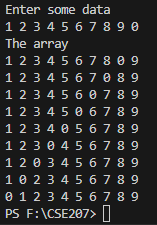 Enter some data
1 2 3 4 5 6 7 8 9 0
The array
1 2 3 4 5 6 7 8 0 9
1 2 3 4 5 6 7 0 8 9
1 2 3 4 5 6 0 7 8 9
1 2 3 4 5 0 6 7 8 9
1 2 3 4 0 5 6 7 8 9
1 2 3 0 4 5 6 7 8 9
1 2 0 3 4 5 6 7 8 9
1 0 2 3 4 5 6 7 8 9
0 1 2 3 4 5 6 7 8 9
PS F:\CSE207>